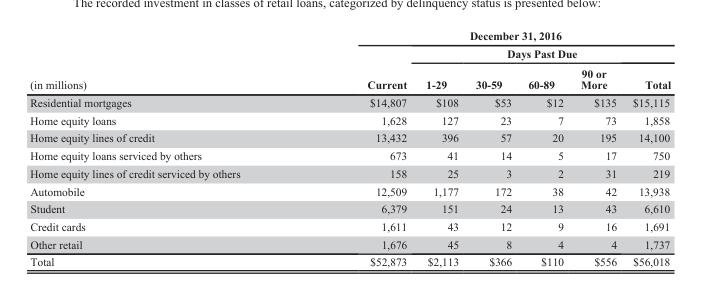 The recorded investment in classes of retail loans, categorized by delinquency status is presented below:
December 31, 2016
Days Past Due
(in millions) Current 1-29 30-59 60-89 90 or More Total
Residential mortgages $14,807 $108 $53 $12 $135 $15,115
Home equity loans 1,628 127 23 7 73 1,858
Home equity lines of credit 13,432 396 57 20 195 14,100
Home equity loans serviced by others 673 41 14 5 17 750
Home equity lines of credit serviced by others 158 25 3 2 31 219
Automobile 12,509 1,177 172 38 42 13,938
Student 6,379 151 24 13 43 6,610
Credit cards 1,611 43 12 9 16 1,691
Other retail 1,676 45 8 4 4 1,737
Total $52,873 $2,113 $366 $110 $556 $56,018